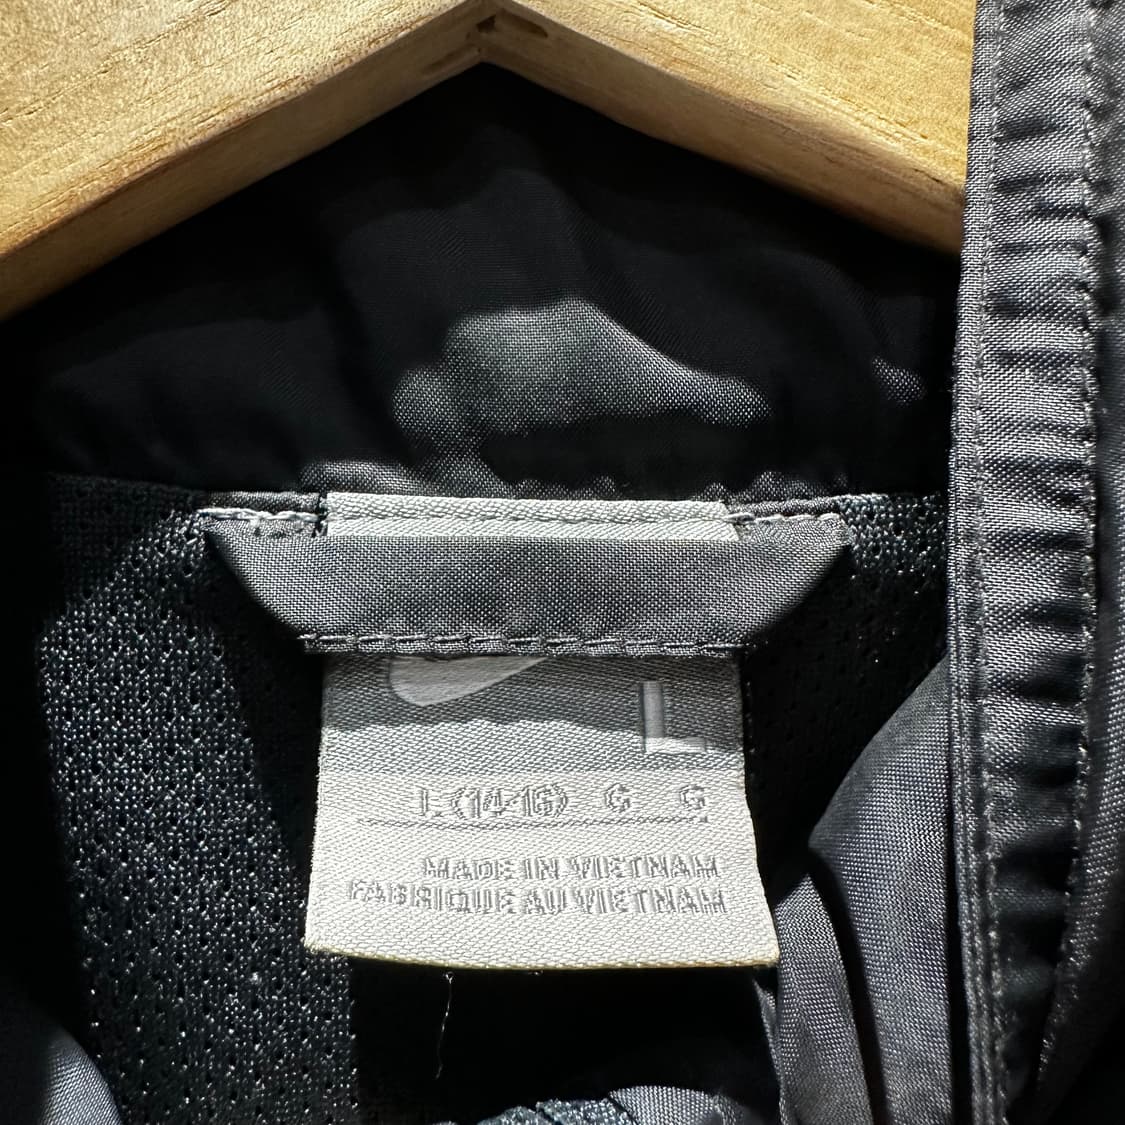 L
L (14-16) G G
MADE IN VIETNAM
FABRIQUE AU VIETNAM